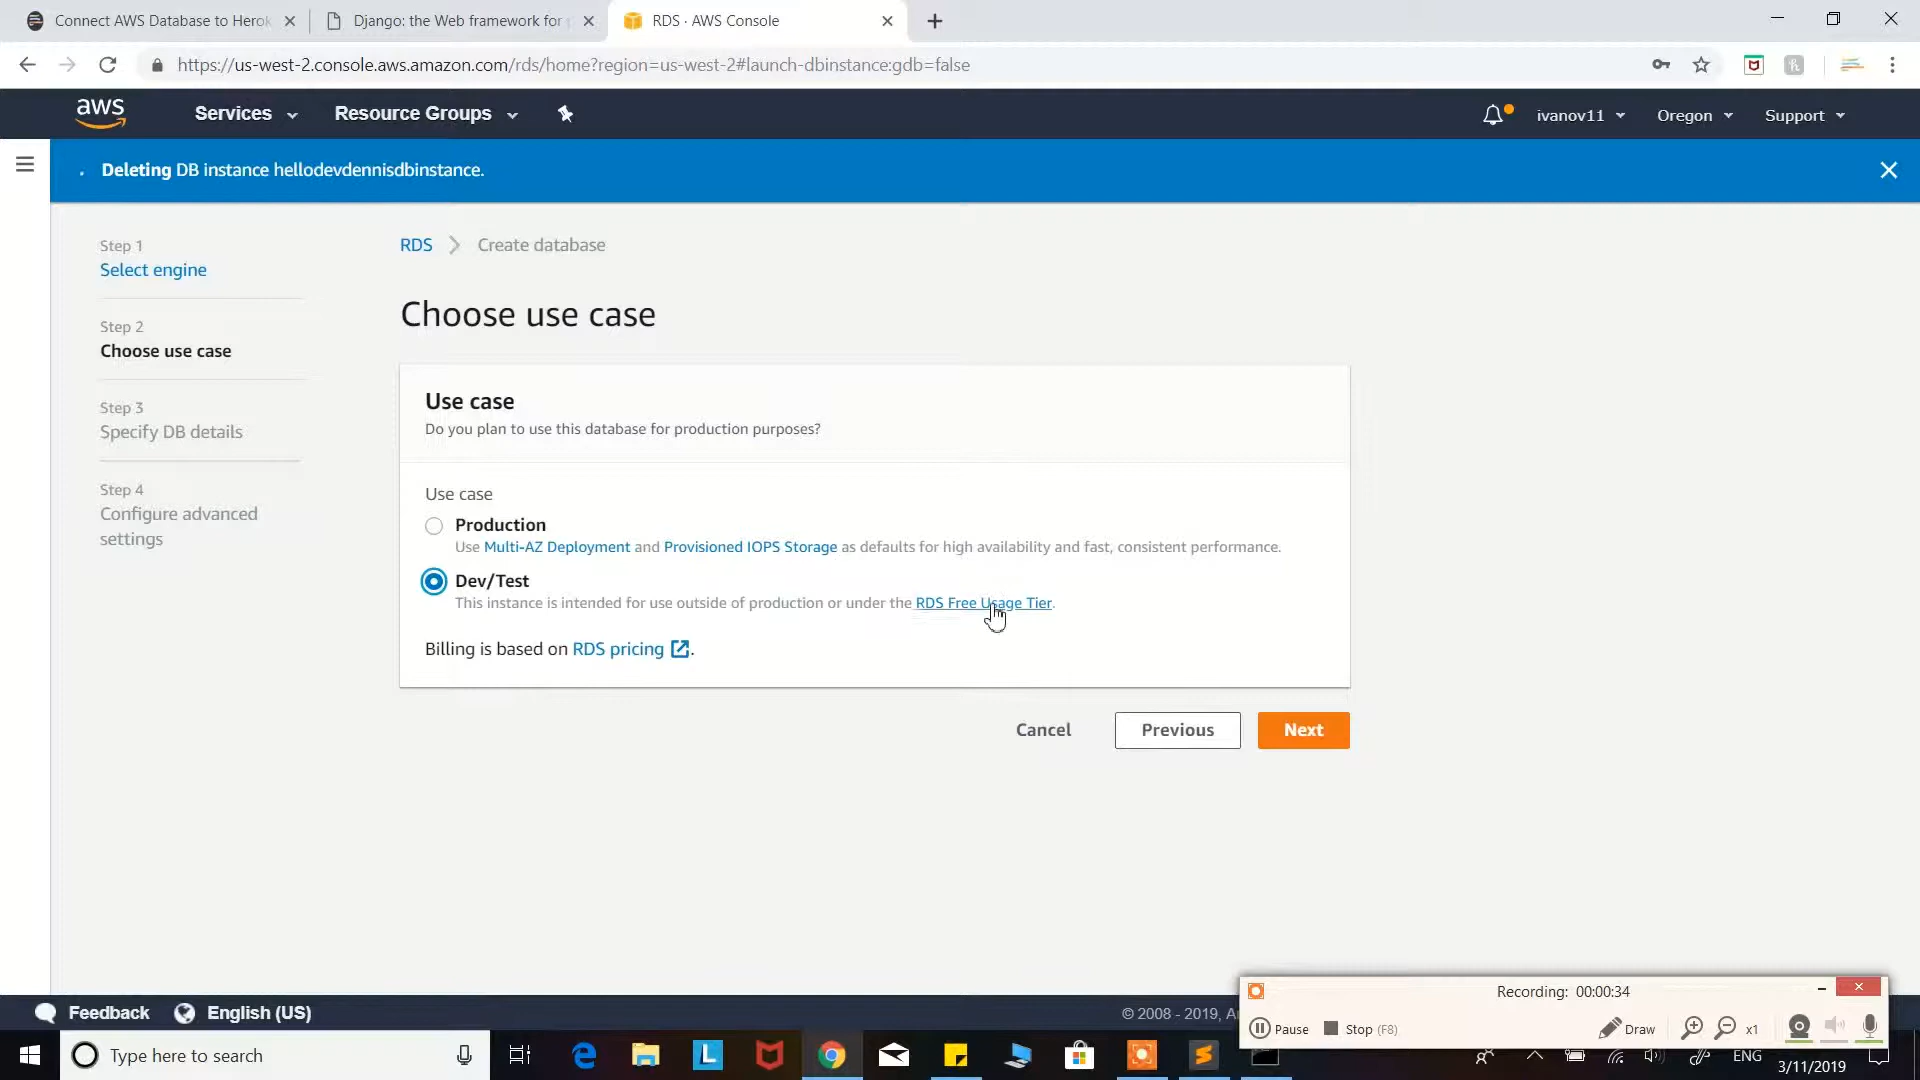 Connect AWS Database to Herok
Django: the Web framework for
RDS · AWS Console
https://us-west-2.console.aws.amazon.com/rds/home?region=us-west-2#launch-dbinstance:gdb=false
aws
Services
Resource Groups
ivanov11
Oregon
Support
Deleting DB instance hellodevdennisdbinstance.
Step 1
Select engine
Step 2
Choose use case
Step 3
Specify DB details
Step 4
Configure advanced
settings
RDS
Create database
Choose use case
Use case
Do you plan to use this database for production purposes?
Use case
Production
Use Multi-AZ Deployment and Provisioned IOPS Storage as defaults for high availability and fast, consistent performance.
Dev/Test
This instance is intended for use outside of production or under the RDS Free Usage Tier.
Billing is based on RDS pricing .
Cancel
Previous
Next
Feedback
English (US)
© 2008 - 2019, A
Recording: 00:00:34
Pause
Stop (F8)
Draw
x1
Type here to search
L
ENG
3/11/2019